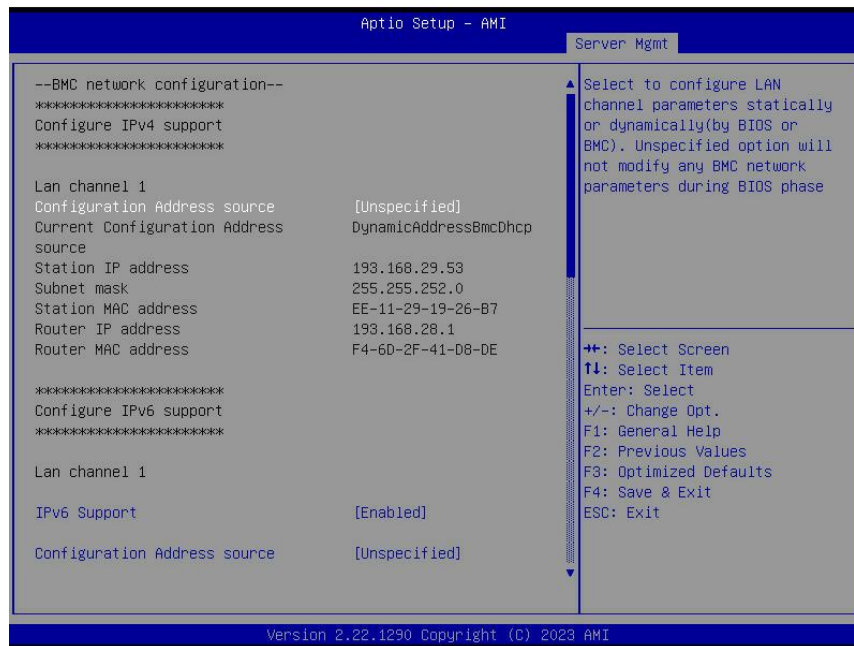 Aptio Setup – AMI
Server Mgmt
--BMC network configuration--
***********************
Configure IPv4 support
***********************
Lan channel 1
Configuration Address source [Unspecified]
Current Configuration Address DynamicAddressBmcDhcp
source
Station IP address 193.168.29.53
Subnet mask 255.255.252.0
Station MAC address EE-11-29-19-26-B7
Router IP address 193.168.28.1
Router MAC address F4-6D-2F-41-D8-DE
***********************
Configure IPv6 support
***********************
Lan channel 1
IPv6 Support [Enabled]
Configuration Address source [Unspecified]
Select to configure LAN
channel parameters statically
or dynamically(by BIOS or
BMC). Unspecified option will
not modify any BMC network
parameters during BIOS phase
→←: Select Screen
↑↓: Select Item
Enter: Select
+/-: Change Opt.
F1: General Help
F2: Previous Values
F3: Optimized Defaults
F4: Save & Exit
ESC: Exit
Version 2.22.1290 Copyright (C) 2023 AMI